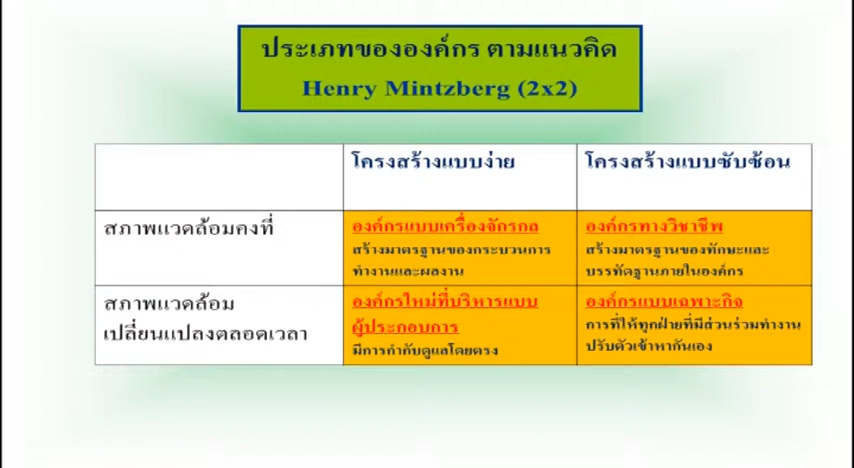 ประเภทขององค์กร ตามแนวคิด
Henry Mintzberg (2x2)
โครงสร้างแบบง่าย
โครงสร้างแบบซับซ้อน
สภาพแวดล้อมคงที่
องค์กรแบบเครื่องจักรกล
สร้างมาตรฐานของกระบวนการ
ทำงานและผลงาน
องค์กรทางวิชาชีพ
สร้างมาตรฐานของทักษะและ
บรรทัดฐานภายในองค์กร
สภาพแวดล้อม
เปลี่ยนแปลงตลอดเวลา
องค์กรใหม่ที่บริหารแบบ
ผู้ประกอบการ
มีการกำกับดูแลโดยตรง
องค์กรแบบเฉพาะกิจ
การที่ให้ทุกฝ่ายที่มีส่วนร่วมทำงาน
ปรับตัวเข้าหากันเอง